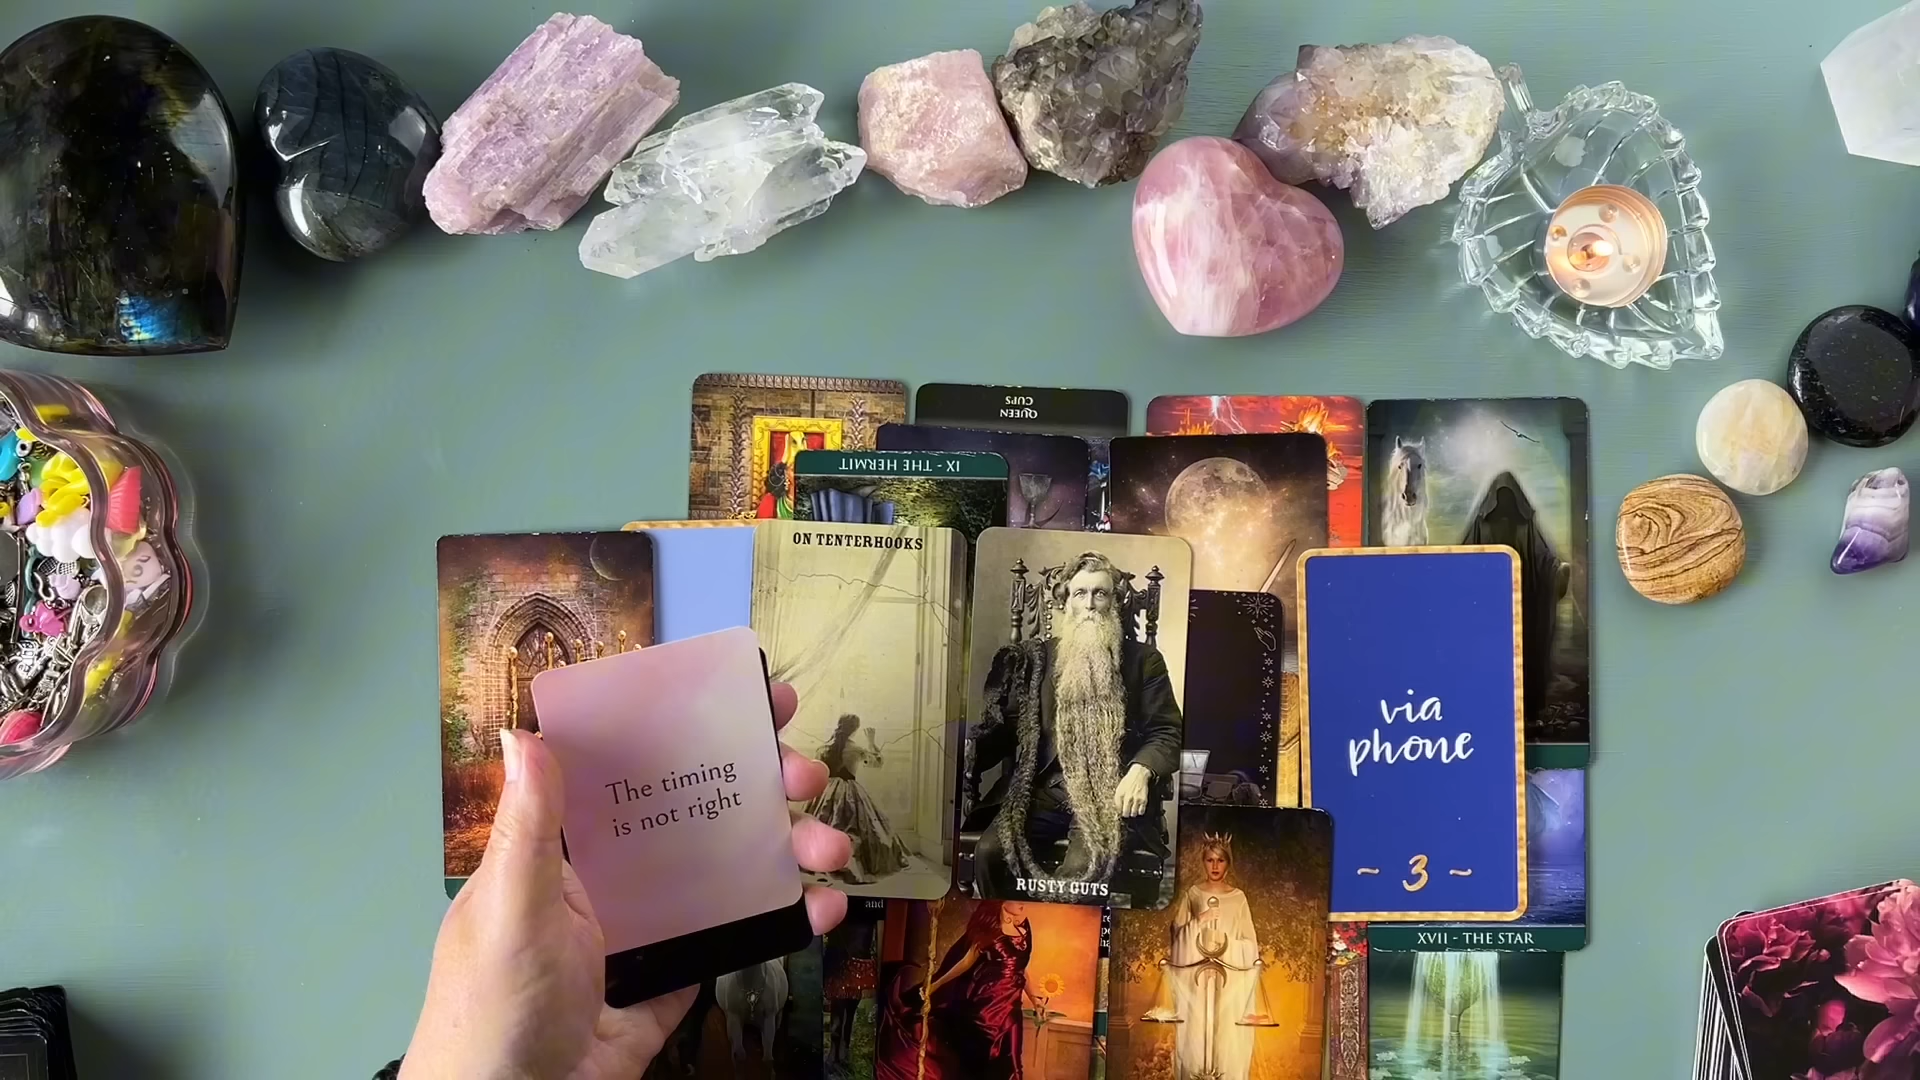 QUEEN
CUPS
IX - THE HERMIT
ON TENTERHOOKS
via
phone
~ 3 ~
The timing
is not right
RUSTY GUTS
and
XVII - THE STAR